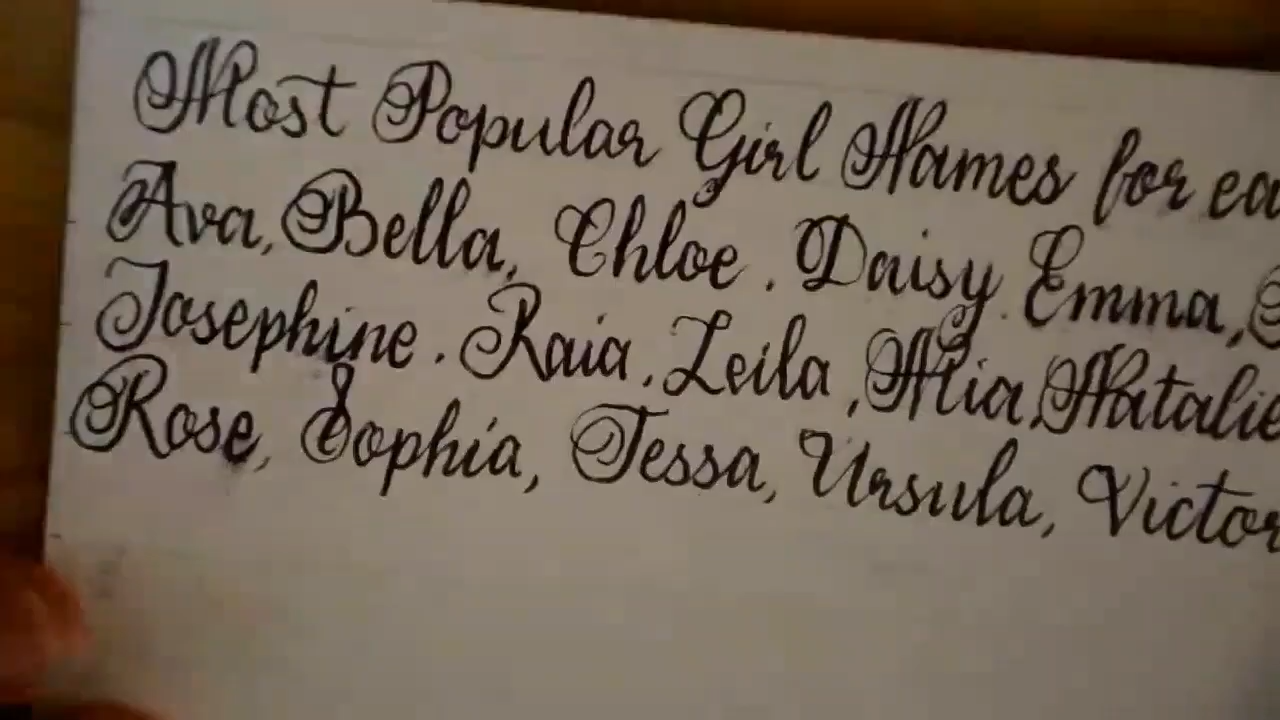 Most Popular Girl Names for ea
Ava, Bella, Chloe. Daisy. Emma,
Josephine. Raia, Leila, Mia, Natalie
Rose, Sophia, Tessa, Ursula, Victor